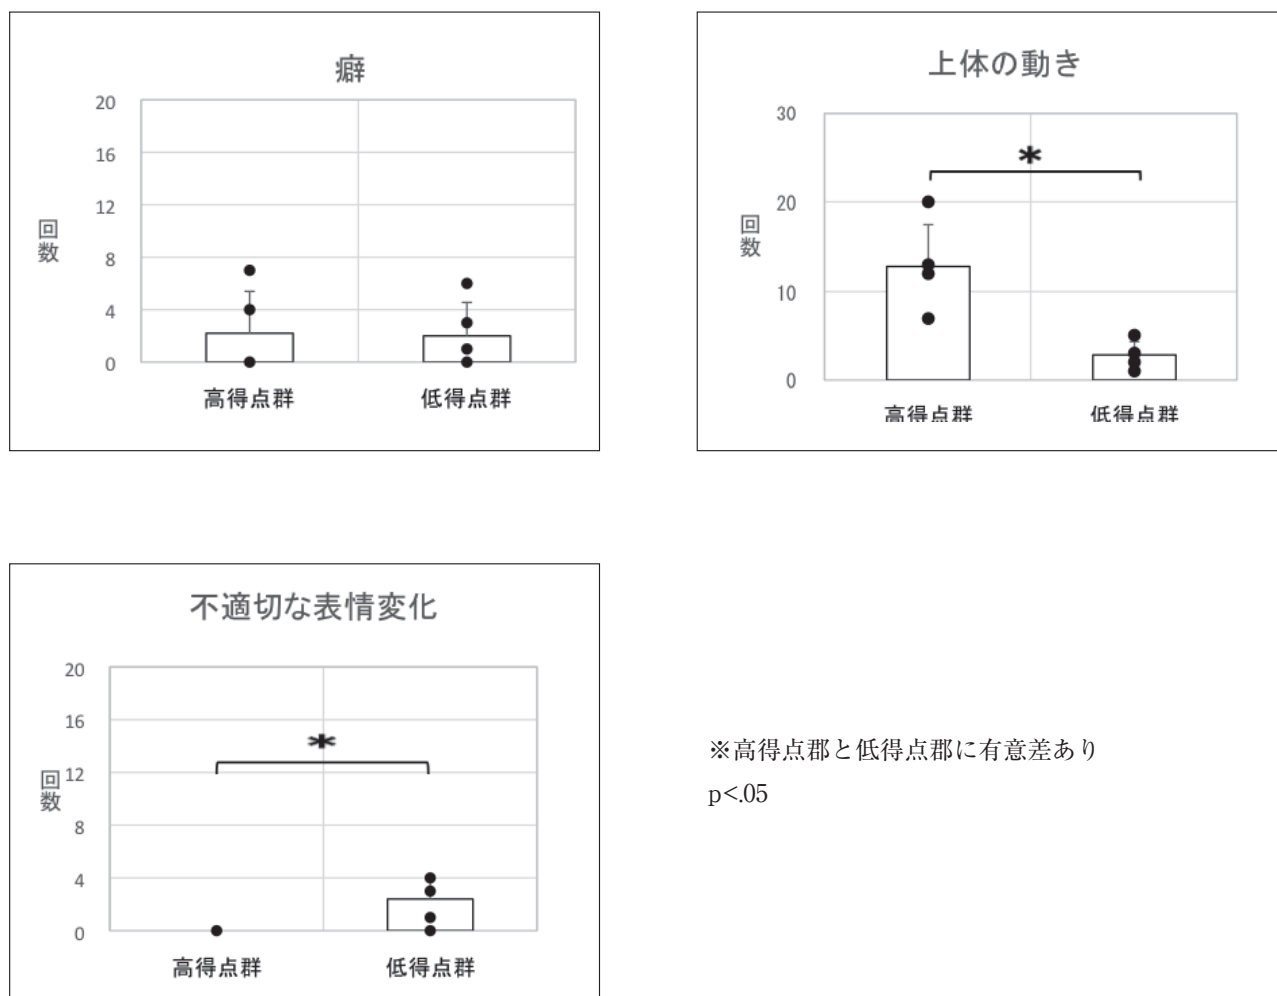 癖
20
16
12
8
4
0
回数
高得点群 低得点群
上体の動き
30
20
10
0
回数
*
高得点群 低得点群
不適切な表情変化
20
16
12
8
4
0
回数
*
高得点群 低得点群
※高得点郡と低得点郡に有意差あり
p<.05